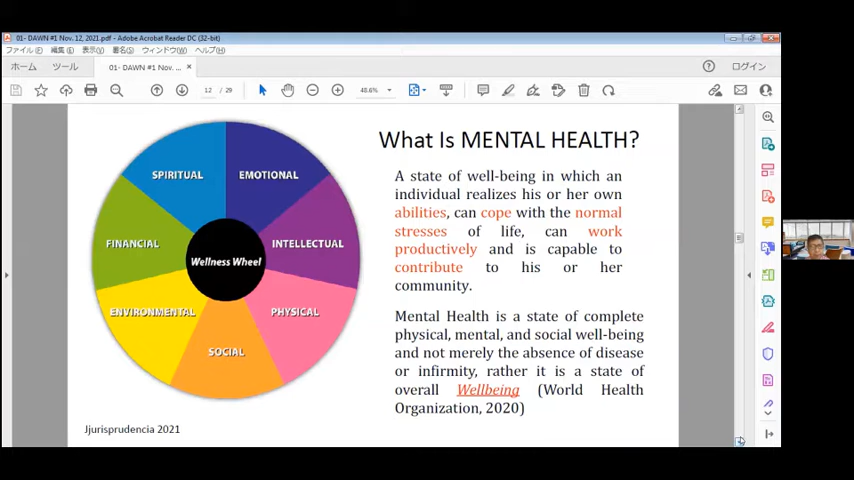 01- DAWN #1 Nov. 12, 2021.pdf - Adobe Acrobat Reader DC (32-bit)
ファイル(F) 編集(E) 表示(V) 署名(S) ウィンドウ(W) ヘルプ(H)
ホーム ツール 01- DAWN #1 Nov. ... × ログイン
12 / 29 48.6%
What Is MENTAL HEALTH?
SPIRITUAL
EMOTIONAL
FINANCIAL
INTELLECTUAL
Wellness Wheel
ENVIRONMENTAL
PHYSICAL
SOCIAL
A state of well-being in which an
individual realizes his or her own
abilities, can cope with the normal
stresses of life, can work
productively and is capable to
contribute to his or her
community.
Mental Health is a state of complete
physical, mental, and social well-being
and not merely the absence of disease
or infirmity, rather it is a state of
overall Wellbeing (World Health
Organization, 2020)
Jjurisprudencia 2021